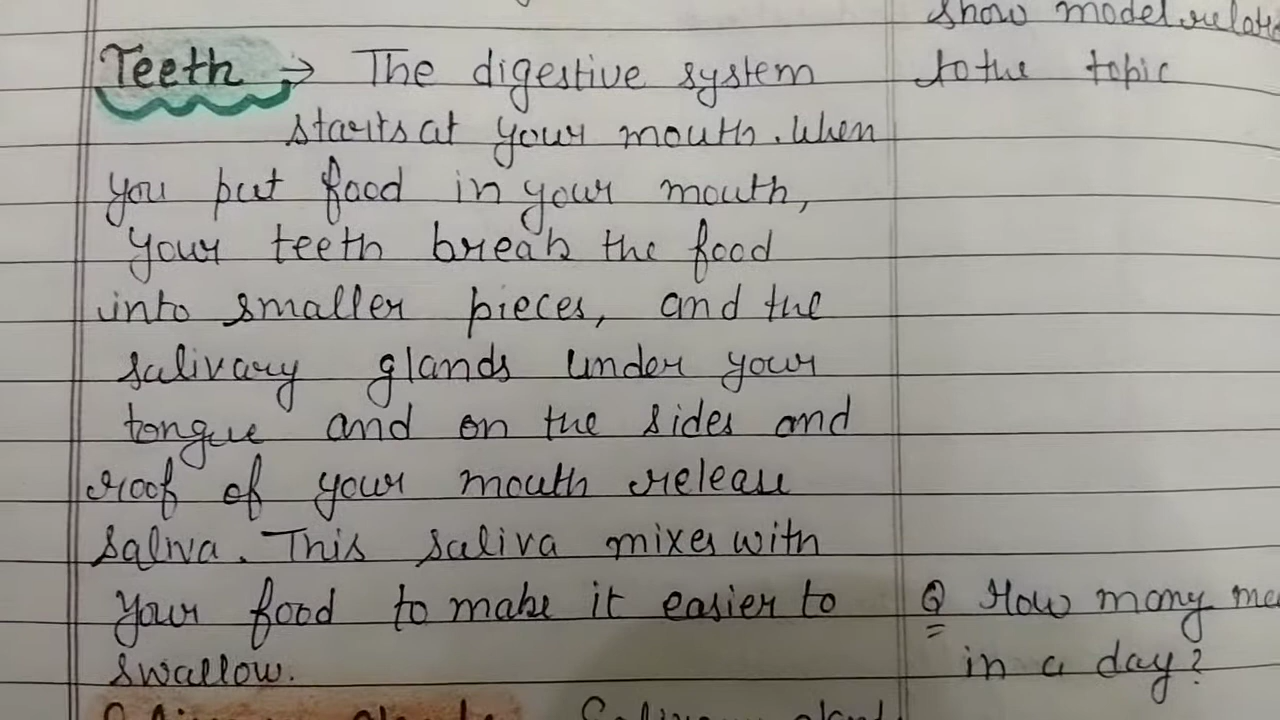 Teeth → The digestive system
starts at your mouth. When
you put food in your mouth,
your teeth break the food
into smaller pieces, and the
salivary glands under your
tongue and on the sides and
roof of your mouth release
saliva. This saliva mixes with
your food to make it easier to
swallow.
show model
to the topic
Q How many
in a day?